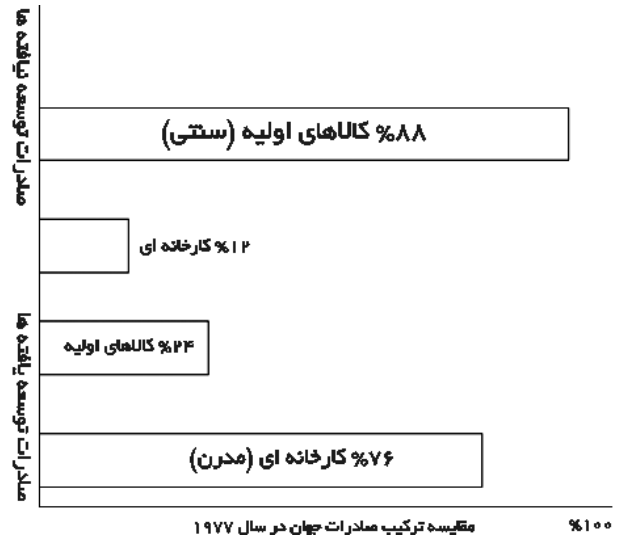 صادرات توسعه نیافته ها
%۸۸ کالاهای اولیه (سنتی)
%۱۲ کارخانه ای
صادرات توسعه یافته ها
%۲۴ کالاهای اولیه
%۷۶ کارخانه ای (مدرن)
%۱۰۰
مقایسه ترکیب صادرات جهان در سال ۱۹۷۷